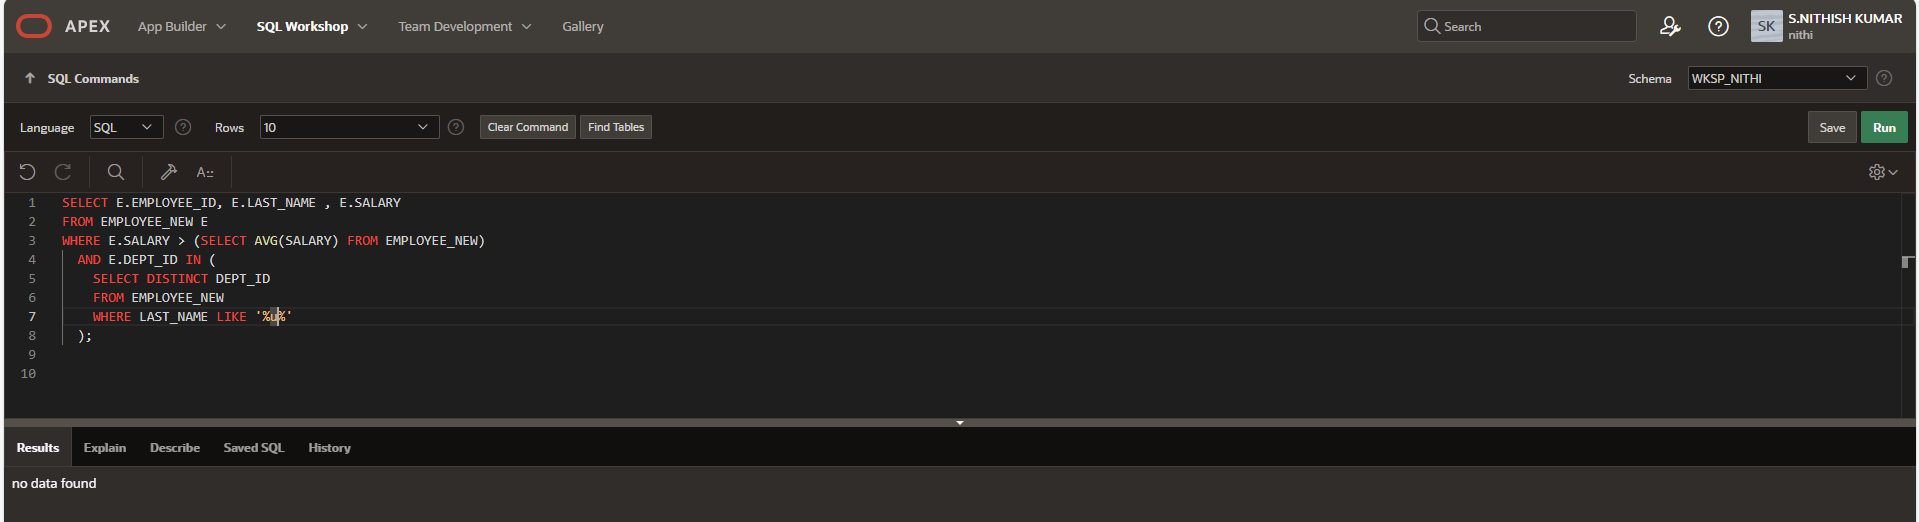 APEX App Builder SQL Workshop Team Development Gallery Search SK S.NITHISH KUMAR
nithi
SQL Commands Schema WKSP_NITHI
Language SQL Rows 10 Clear Command Find Tables Save Run
A
1 SELECT E.EMPLOYEE_ID, E.LAST_NAME , E.SALARY
2 FROM EMPLOYEE_NEW E
3 WHERE E.SALARY > (SELECT AVG(SALARY) FROM EMPLOYEE_NEW)
4 AND E.DEPT_ID IN (
5 SELECT DISTINCT DEPT_ID
6 FROM EMPLOYEE_NEW
7 WHERE LAST_NAME LIKE '%u%'
8 );
9
10
Results Explain Describe Saved SQL History
no data found